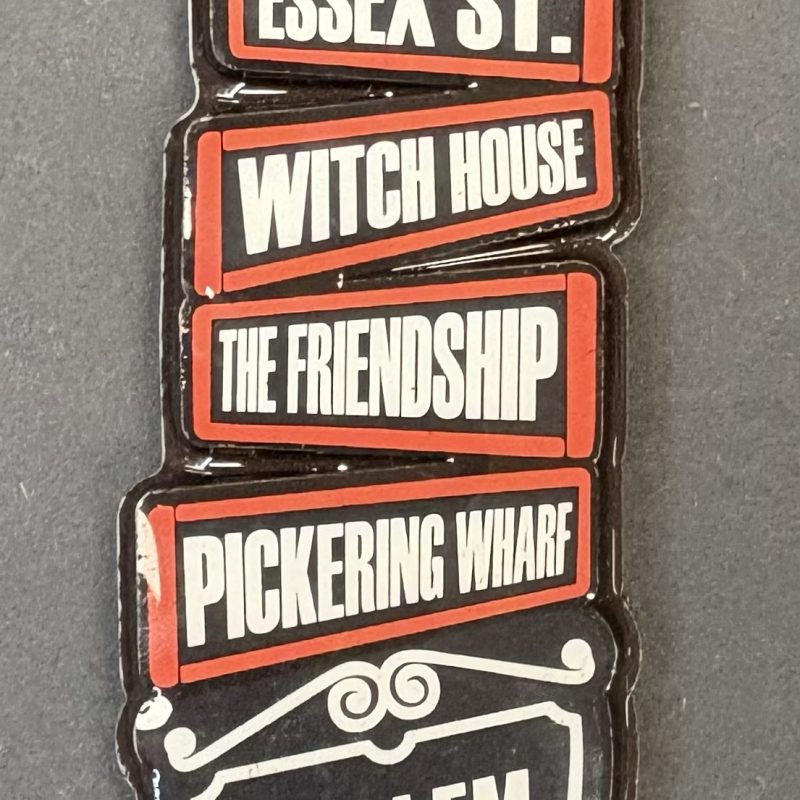 ESSEX ST.
WITCH HOUSE
THE FRIENDSHIP
PICKERING WHARF